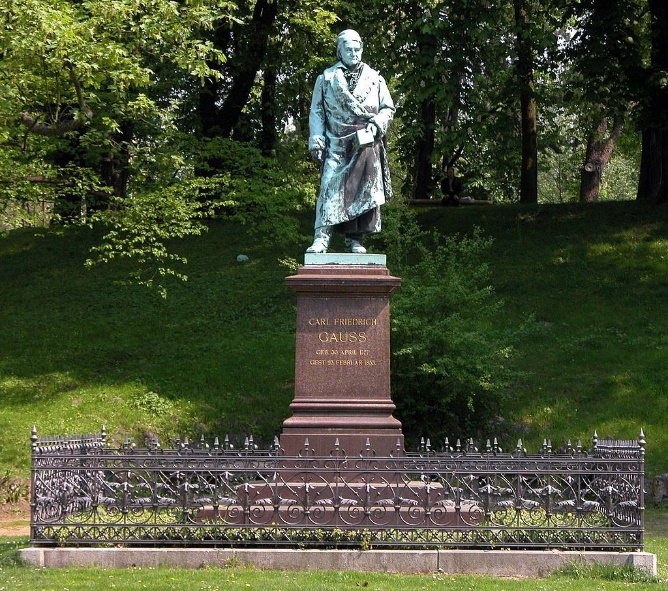 CARL FRIEDRICH
GAUSS
GEB. 30. APRIL 1777
GEST. 23. FEBRUAR 1855.